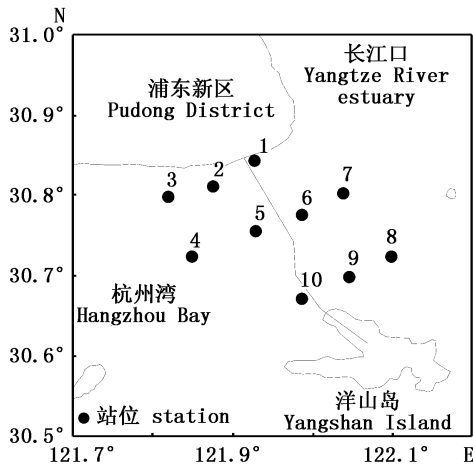 N
31.0°
长江口
Yangtze River
estuary
浦东新区
Pudong District
30.9°
1
2
3
7
30.8°
6
5
4
8
9
30.7°
10
杭州湾
Hangzhou Bay
30.6°
洋山岛
Yangshan Island
站位 station
30.5°
121.7°
121.9°
122.1°
E